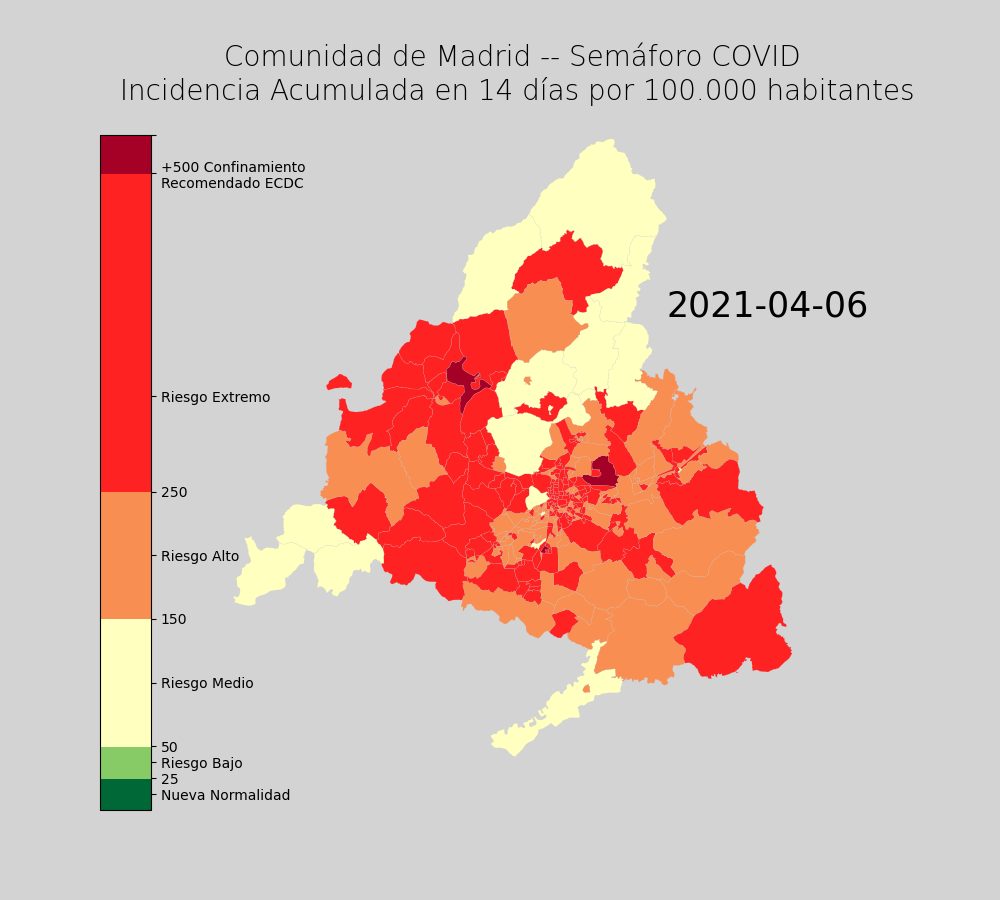 Comunidad de Madrid -- Semáforo COVID
Incidencia Acumulada en 14 días por 100.000 habitantes
+500 Confinamiento
Recomendado ECDC
2021-04-06
Riesgo Extremo
250
Riesgo Alto
150
Riesgo Medio
50
Riesgo Bajo
25
Nueva Normalidad